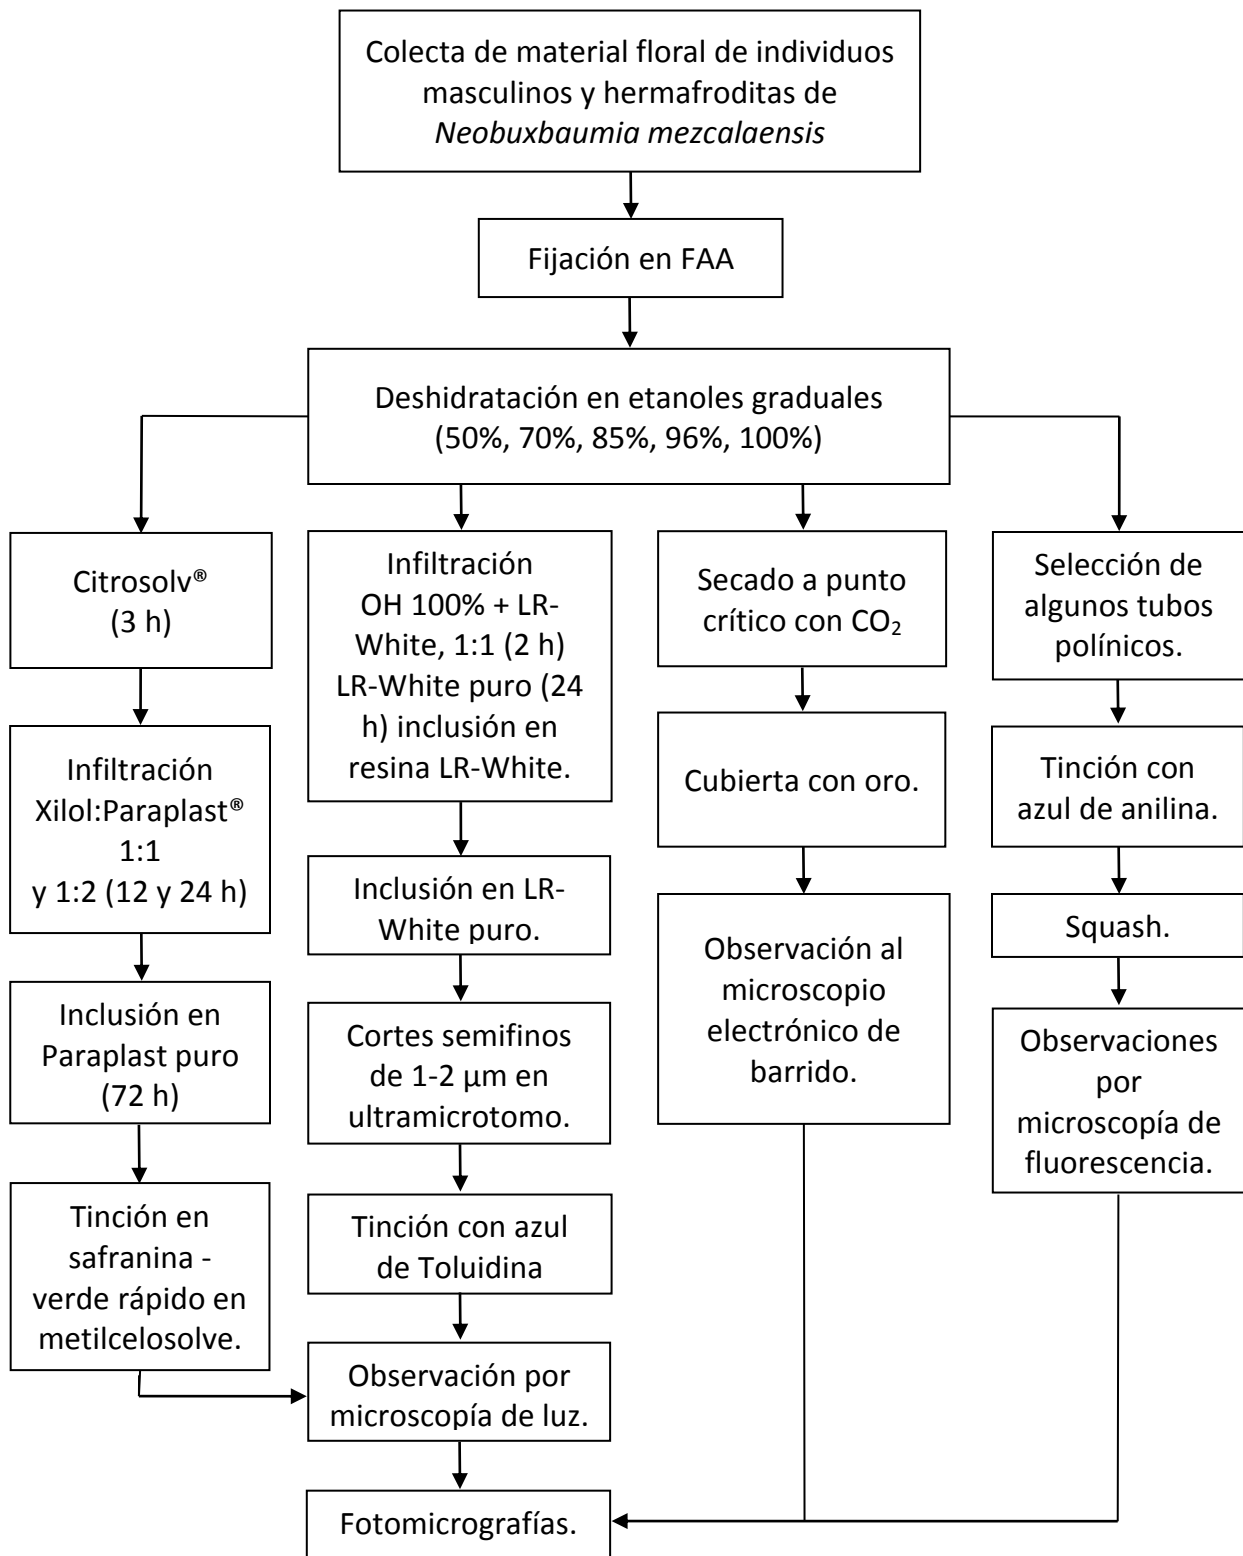 Colecta de material floral de individuos
masculinos y hermafroditas de
Neobuxbaumia mezcalaensis
Fijación en FAA
Deshidratación en etanoles graduales
(50%, 70%, 85%, 96%, 100%)
Citrosolv®
(3 h)
Infiltración
Xilol:Paraplast®
1:1
y 1:2 (12 y 24 h)
Inclusión en
Paraplast puro
(72 h)
Tinción en
safranina -
verde rápido en
metilcelosolve.
Infiltración
OH 100% + LR-
White, 1:1 (2 h)
LR-White puro (24
h) inclusión en
resina LR-White.
Inclusión en LR-
White puro.
Cortes semifinos
de 1-2 µm en
ultramicrotomo.
Tinción con azul
de Toluidina
Observación por
microscopía de luz.
Secado a punto
crítico con CO₂
Cubierta con oro.
Observación al
microscopio
electrónico de
barrido.
Selección de
algunos tubos
polínicos.
Tinción con
azul de anilina.
Squash.
Observaciones
por
microscopía de
fluorescencia.
Fotomicrografías.